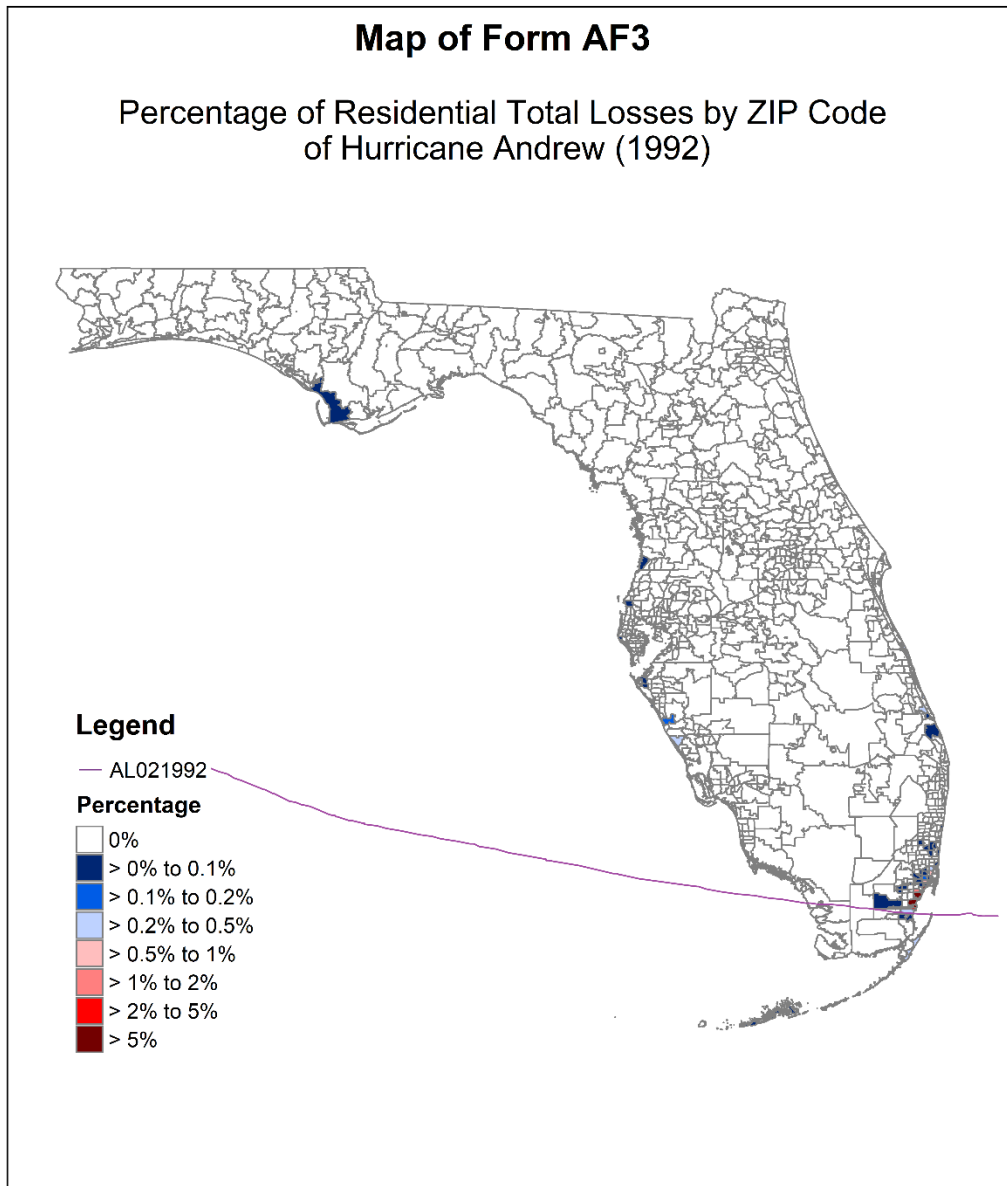 Map of Form AF3
Percentage of Residential Total Losses by ZIP Code
of Hurricane Andrew (1992)
Legend
AL021992
Percentage
0%
> 0% to 0.1%
> 0.1% to 0.2%
> 0.2% to 0.5%
> 0.5% to 1%
> 1% to 2%
> 2% to 5%
> 5%